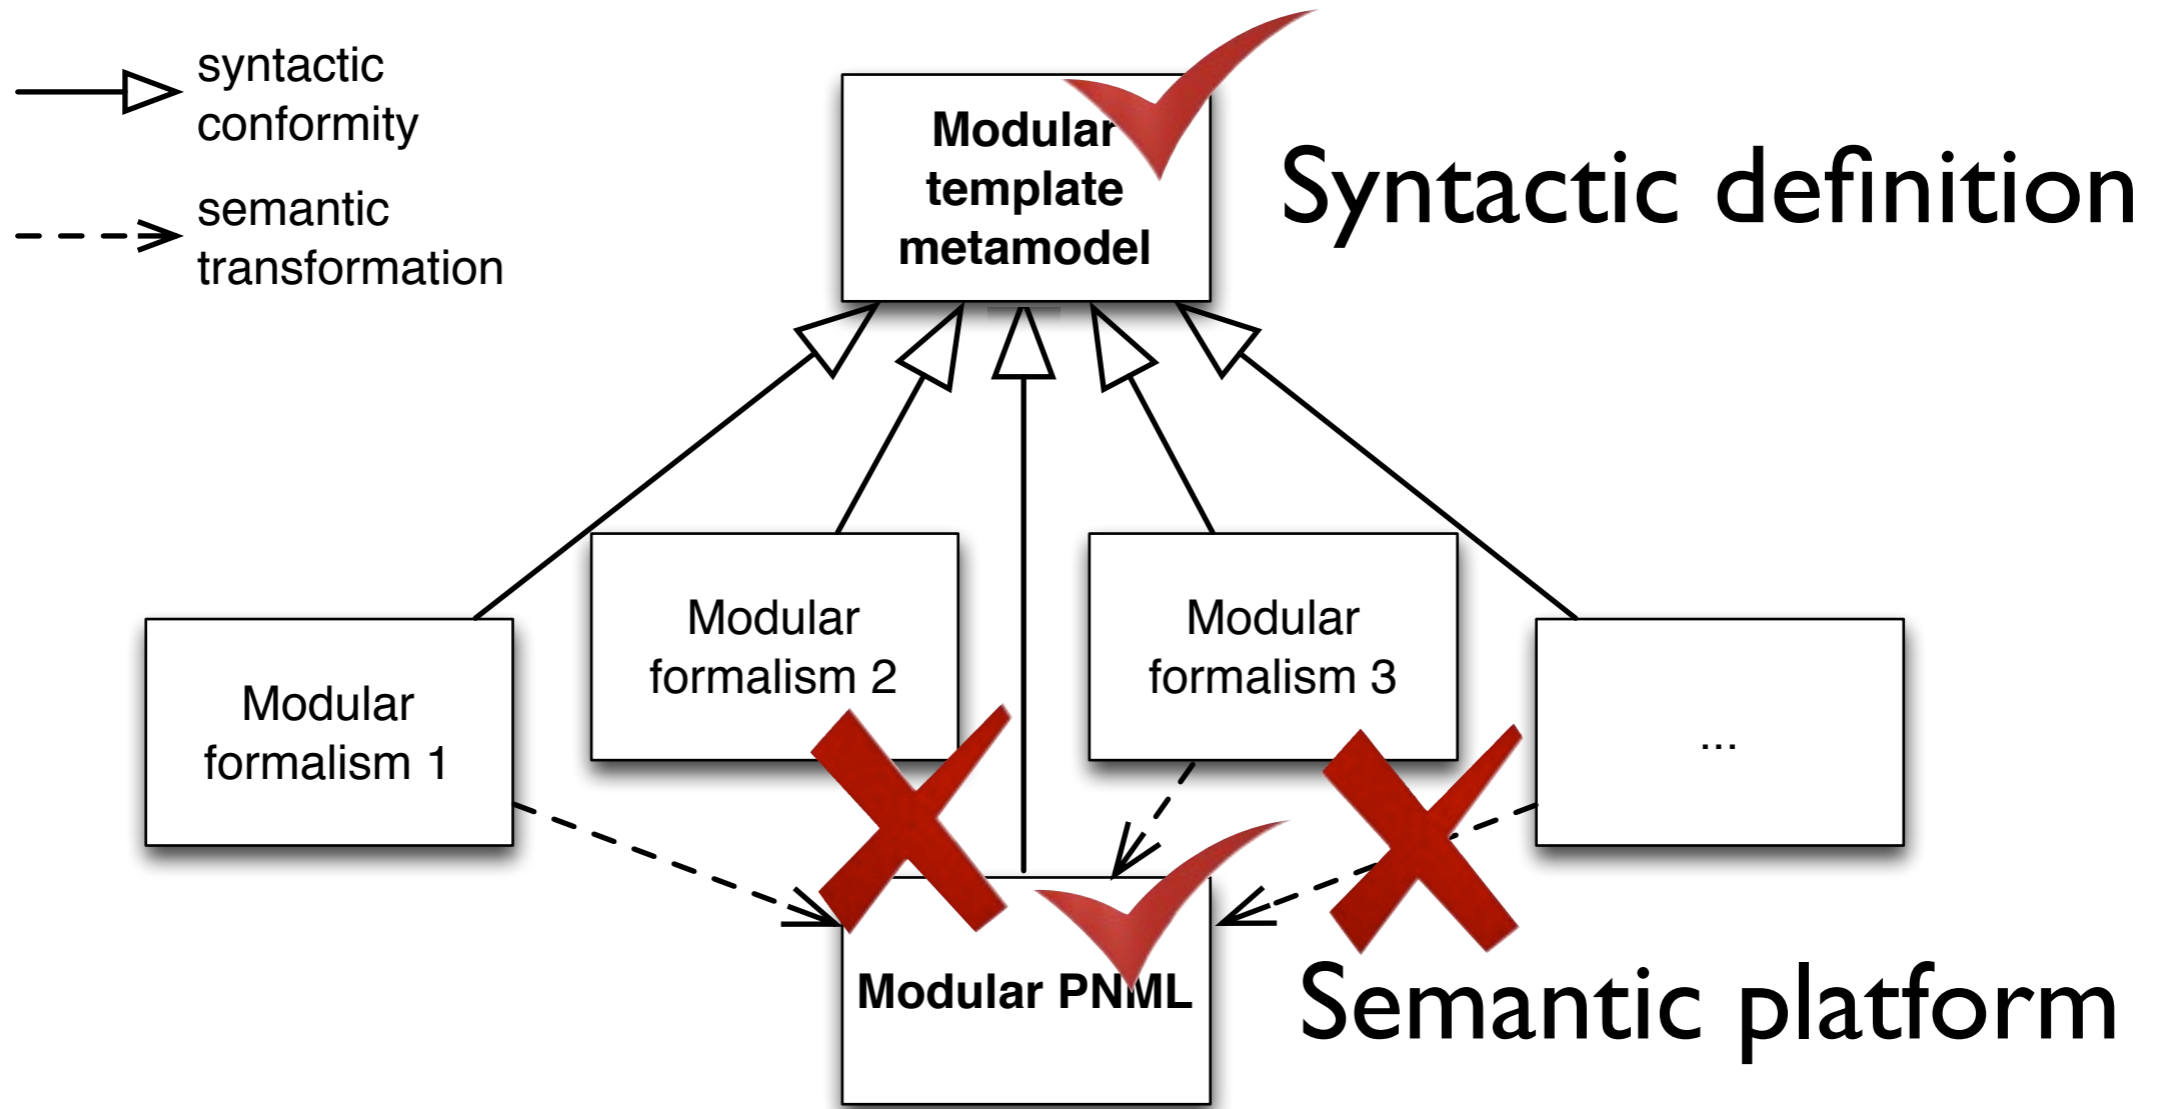 syntactic
conformity
semantic
transformation
Modular
template
metamodel
Syntactic definition
Modular
formalism 1
Modular
formalism 2
Modular
formalism 3
...
Modular PNML
Semantic platform